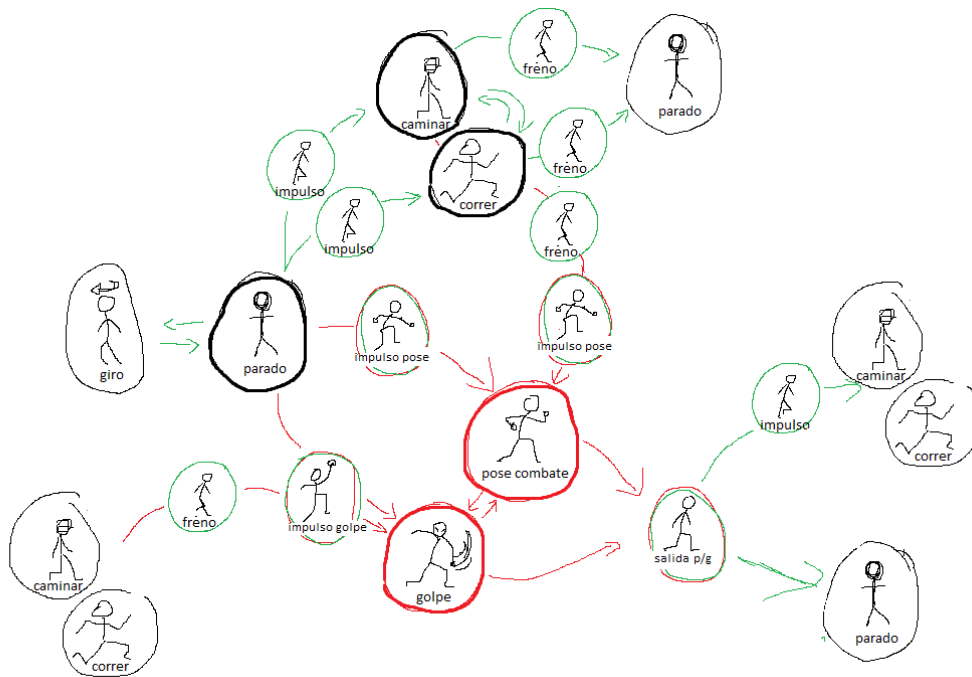 freno
caminar
parado
freno
impulso
correr
impulso
freno
giro
parado
impulso pose
impulso pose
caminar
impulso
pose combate
correr
freno
impulso golpe
salida p/g
caminar
golpe
parado
correr